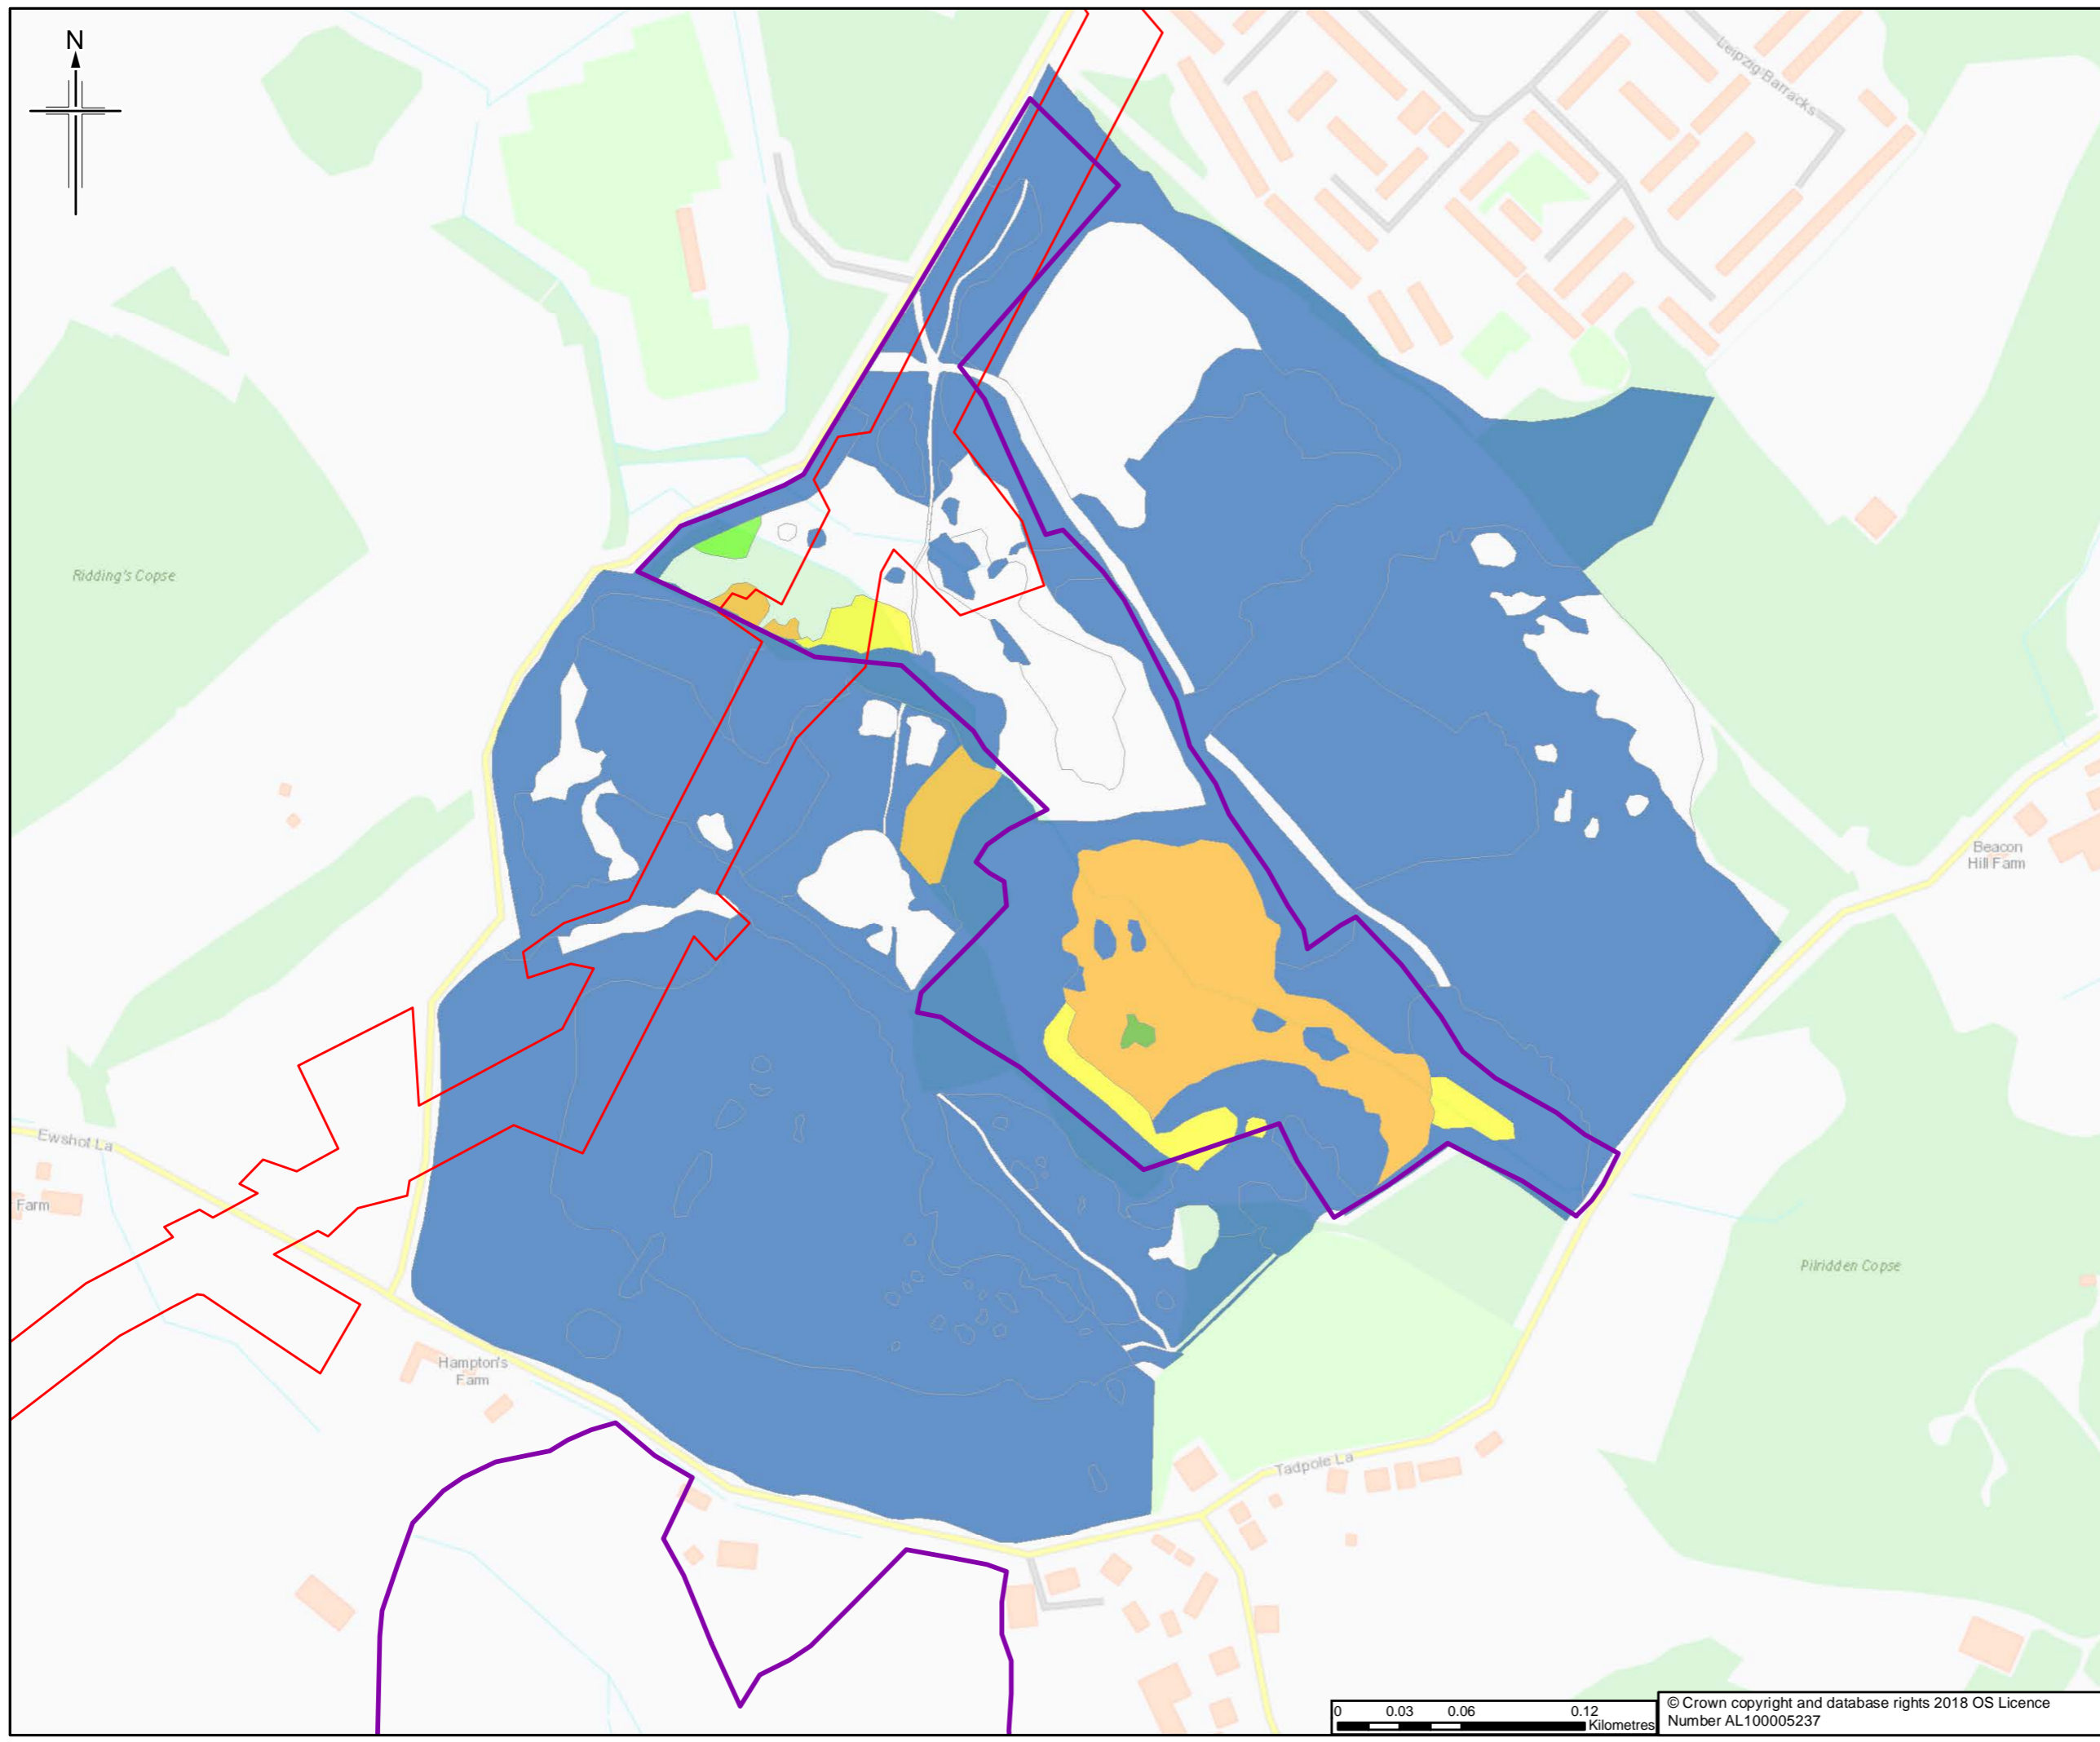 N
Leipzig Barracks
Ridding's Copse
Beacon
Hill Farm
Ewshot La
Farm
Pilridden Copse
Hampton's
Farm
Tadpole La
0 0.03 0.06 0.12
Kilometres
© Crown copyright and database rights 2018 OS Licence
Number AL100005237